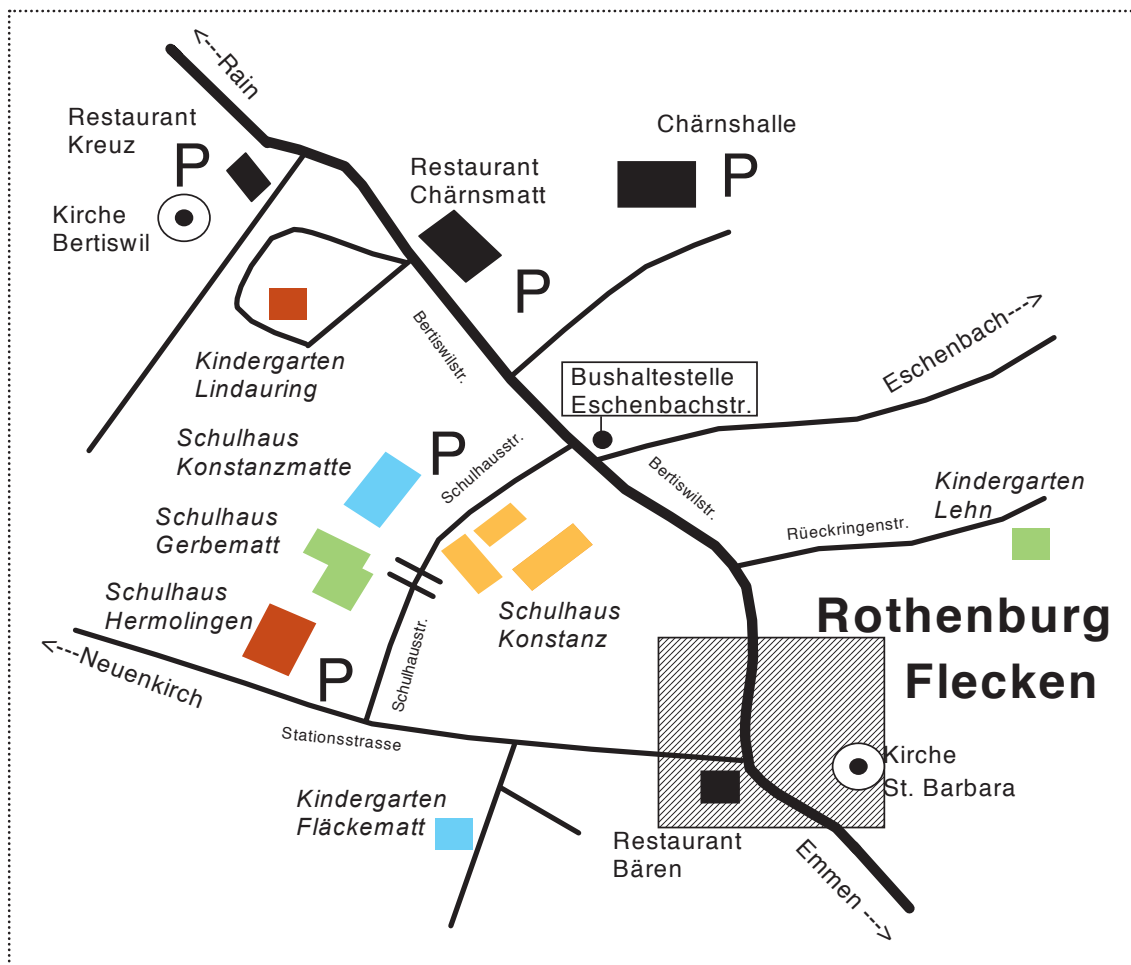 <---Rain
Restaurant
Kreuz
P
Kirche
Bertiswil
Restaurant
Chärnsmatt
P
Chärnshalle
P
Kindergarten
Lindauring
Bertiswilstr.
Bushaltestelle
Eschenbachstr.
Eschenbach--->
Schulhaus
Konstanzmatte
P
Schulhausstr.
Bertiswilstr.
Kindergarten
Lehn
Rüeckringenstr.
Schulhaus
Gerbematt
Schulhaus
Hermolingen
P
Schulhaus
Konstanz
Schulhausstr.
Rothenburg
Flecken
<---Neuenkirch
Stationsstrasse
Kirche
St. Barbara
Kindergarten
Fläckematt
Restaurant
Bären
Emmen --->